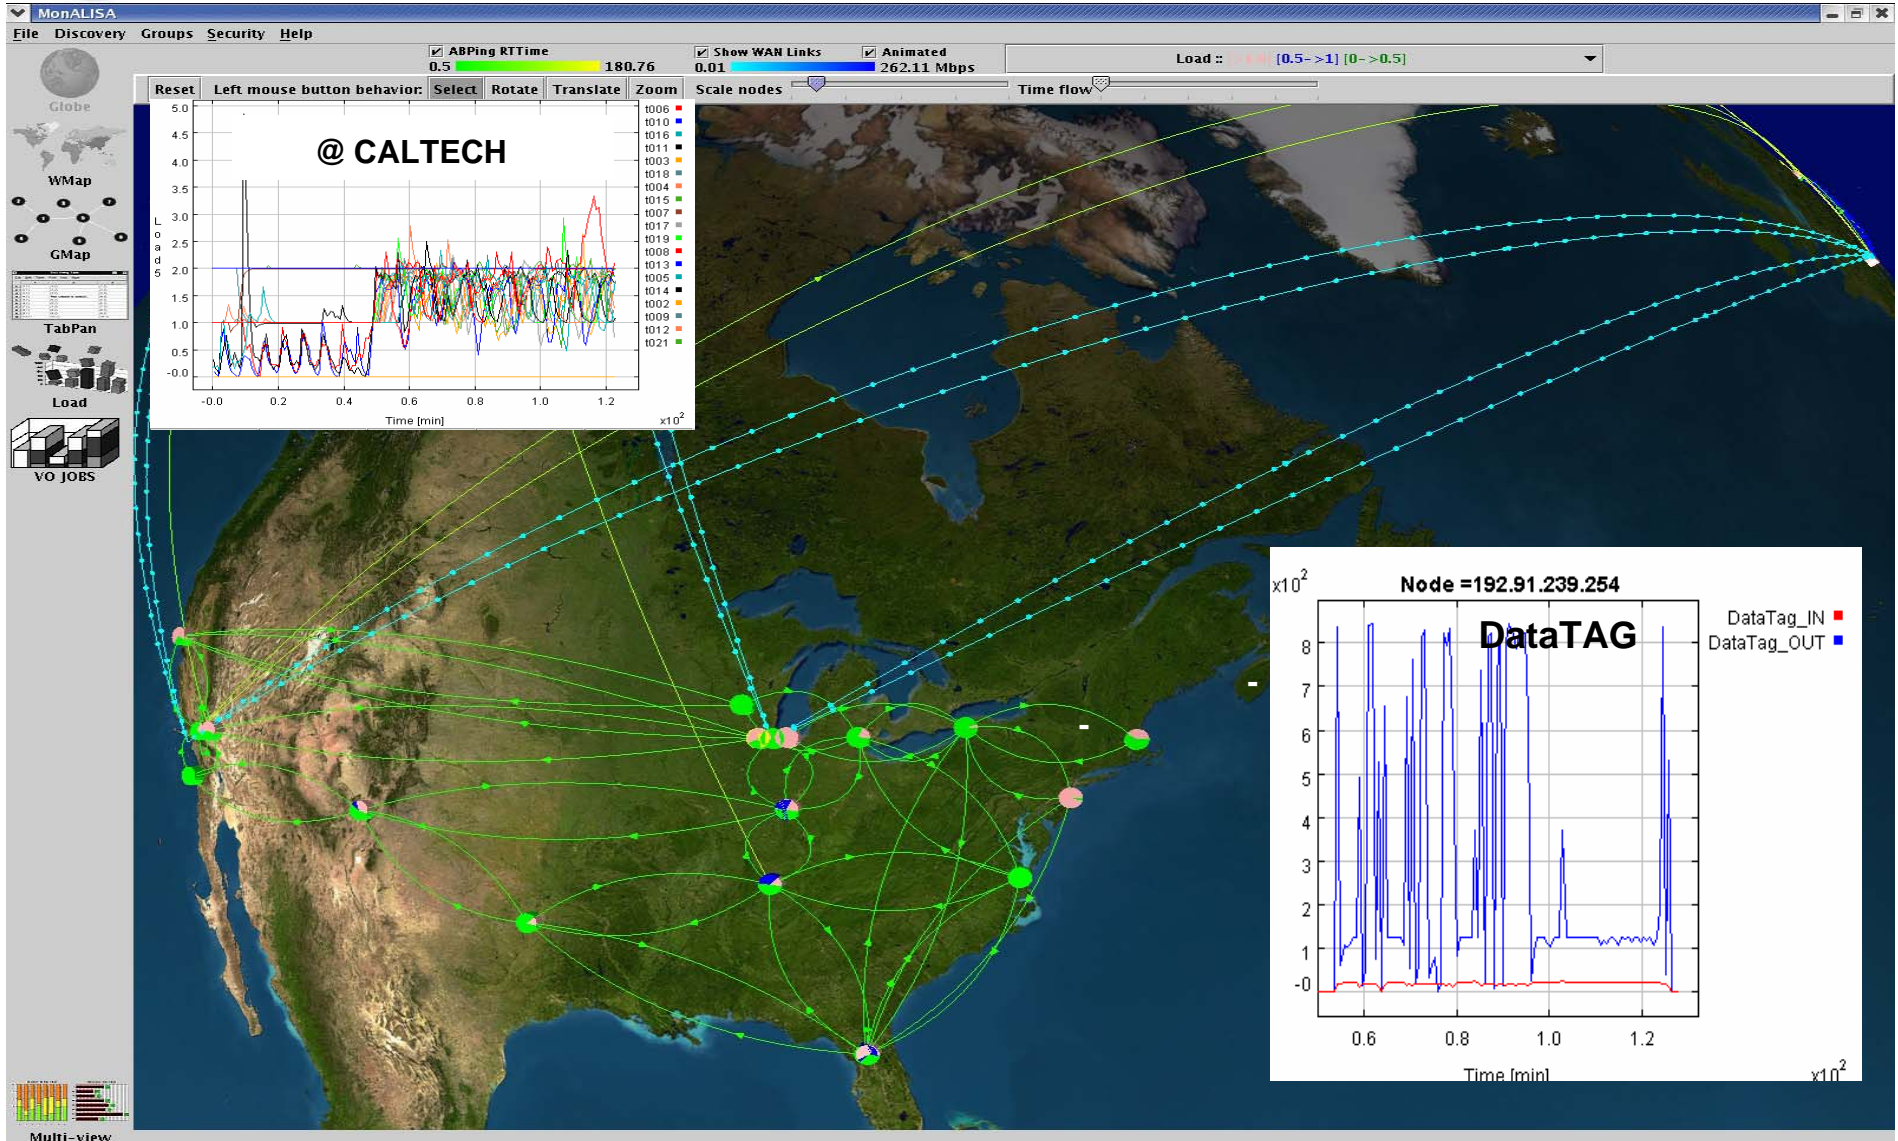 MonALISA
File Discovery Groups Security Help
ABPing RTTime
0.5 180.76
Show WAN Links Animated
0.01 262.11 Mbps
Load :: [0.5->1] [0->0.5]
Reset Left mouse button behavior: Select Rotate Translate Zoom Scale nodes Time flow
Globe
WMap
GMap
TabPan
Load
VO JOBS
Multi-view
@ CALTECH
5.0
4.5
4.0
3.5
3.0
2.5
2.0
1.5
1.0
0.5
-0.0
Load5
-0.0 0.2 0.4 0.6 0.8 1.0 1.2
Time [min] x10^2
t006
t010
t016
t011
t003
t018
t004
t015
t007
t017
t019
t008
t013
t005
t014
t002
t009
t012
t021
x10^2
Node =192.91.239.254
DataTAG
DataTag_IN
DataTag_OUT
8
7
6
5
4
3
2
1
-0
0.6 0.8 1.0 1.2
Time [min] x10^2